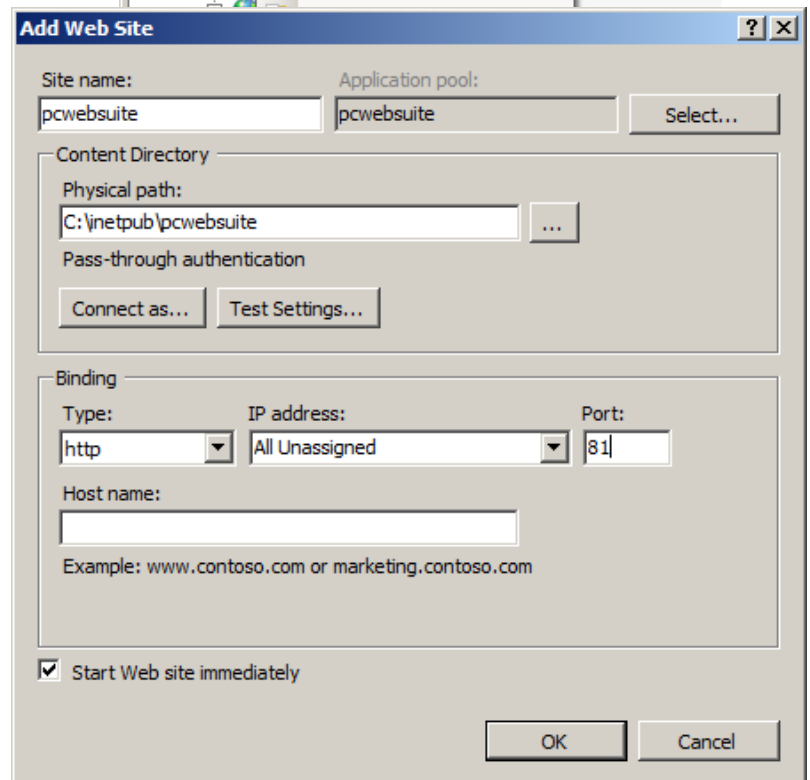 Add Web Site
Site name: Application pool:
pcwebsuite pcwebsuite Select...
Content Directory
Physical path:
C:\inetpub\pcwebsuite ...
Pass-through authentication
Connect as... Test Settings...
Binding
Type: IP address: Port:
http All Unassigned 81
Host name:
Example: www.contoso.com or marketing.contoso.com
Start Web site immediately
OK Cancel